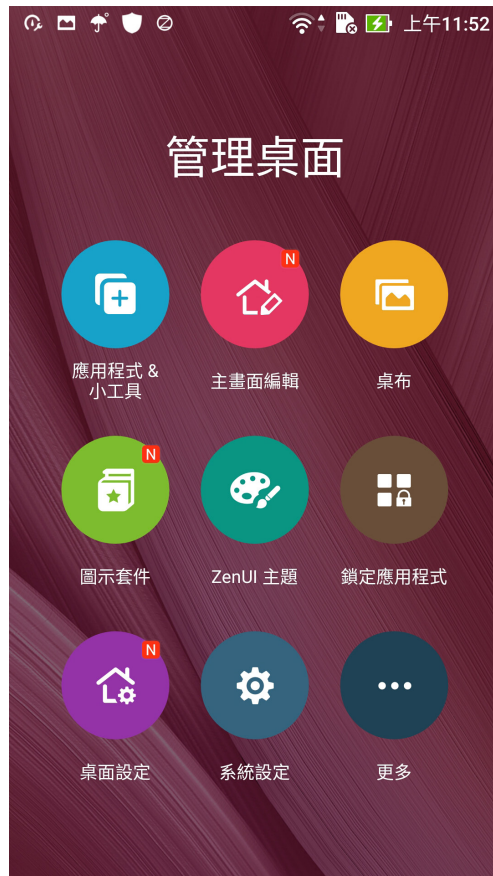 上午11:52
管理桌面
N
應用程式 &
小工具
主畫面編輯
桌布
N
圖示套件
ZenUI 主題
鎖定應用程式
N
桌面設定
系統設定
更多